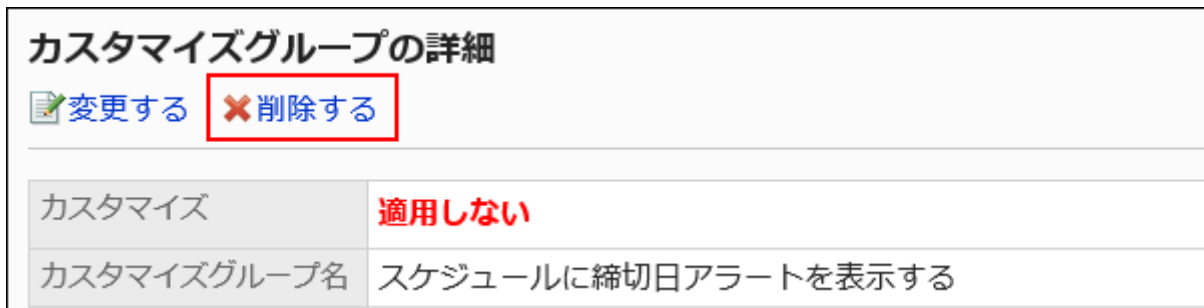 カスタマイズグループの詳細
変更する 削除する
カスタマイズ 適用しない
カスタマイズグループ名 スケジュールに締切日アラートを表示する